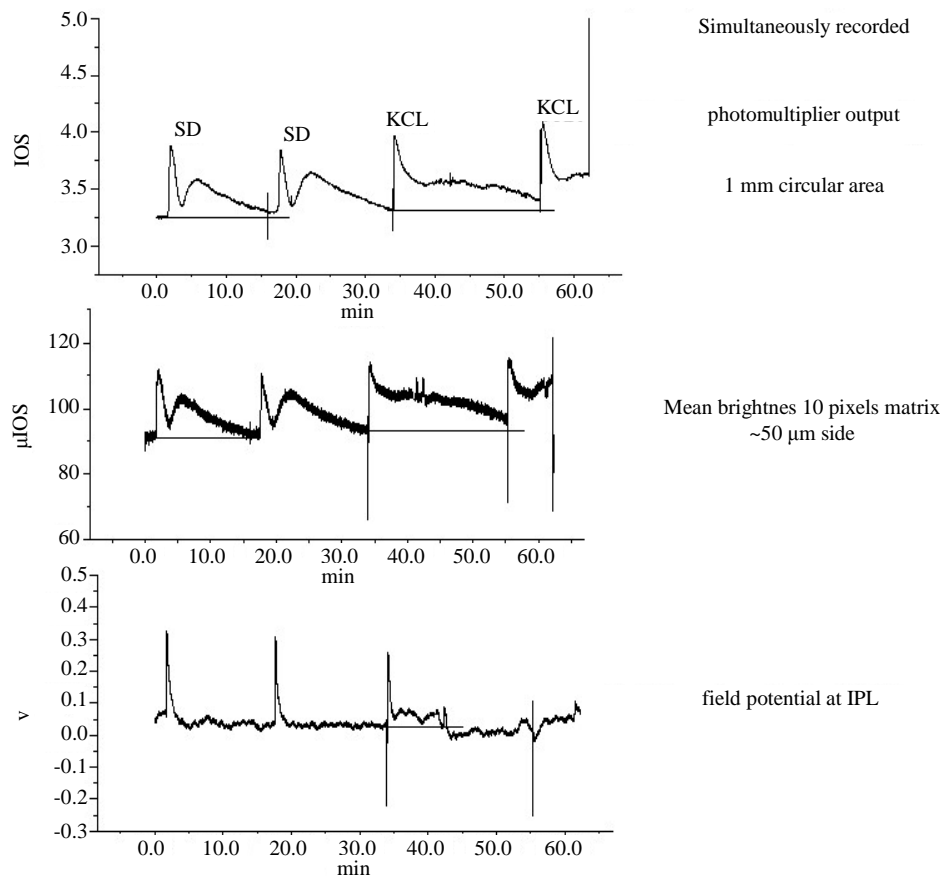 5.0
4.5
4.0
3.5
3.0
IOS
SD
SD
KCL
KCL
0.0 10.0 20.0 30.0 40.0 50.0 60.0
min
Simultaneously recorded
photomultiplier output
1 mm circular area
120
100
80
60
μIOS
0.0 10.0 20.0 30.0 40.0 50.0 60.0
min
Mean brightnes 10 pixels matrix
~50 μm side
0.5
0.4
0.3
0.2
0.1
0.0
-0.1
-0.2
-0.3
v
0.0 10.0 20.0 30.0 40.0 50.0 60.0
min
field potential at IPL